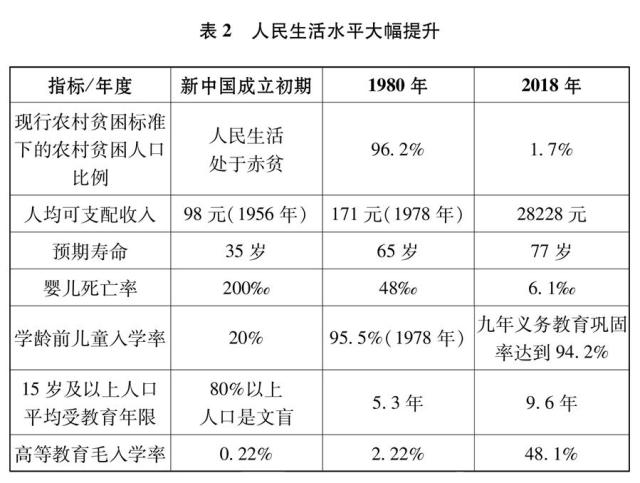 表 2 人民生活水平大幅提升
指标/年度 新中国成立初期 1980 年 2018 年
现行农村贫困标准
下的农村贫困人口
比例
人民生活
处于赤贫
96.2% 1.7%
人均可支配收入 98 元(1956 年) 171 元(1978 年) 28228 元
预期寿命 35 岁 65 岁 77 岁
婴儿死亡率 200‰ 48‰ 6.1‰
学龄前儿童入学率 20% 95.5%(1978 年)
九年义务教育巩固
率达到 94.2%
15 岁及以上人口
平均受教育年限
80%以上
人口是文盲
5.3 年 9.6 年
高等教育毛入学率 0.22% 2.22% 48.1%